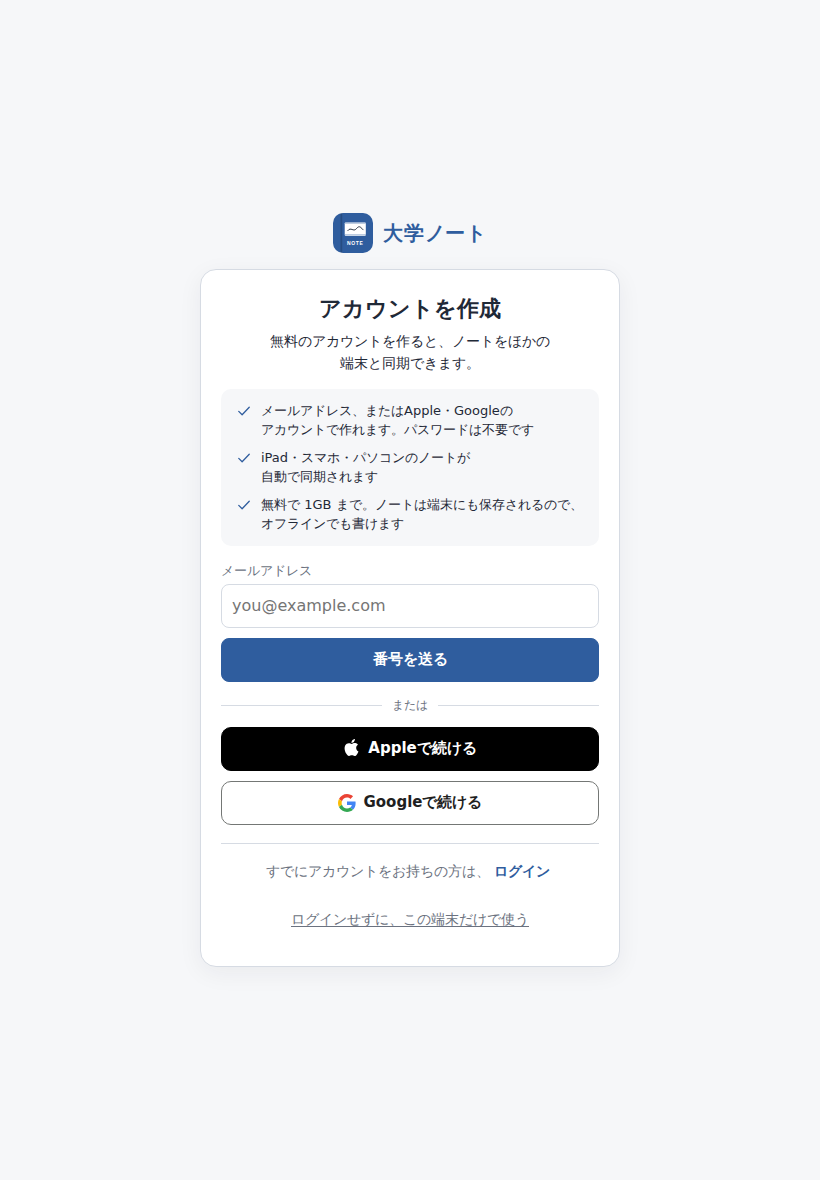 NOTE
大学ノート
アカウントを作成
無料のアカウントを作ると、ノートをほかの
端末と同期できます。
メールアドレス、またはApple・Googleの
アカウントで作れます。パスワードは不要です
iPad・スマホ・パソコンのノートが
自動で同期されます
無料で 1GB まで。ノートは端末にも保存されるので、
オフラインでも書けます
メールアドレス
you@example.com
番号を送る
または
Appleで続ける
Googleで続ける
すでにアカウントをお持ちの方は、 ログイン
ログインせずに、この端末だけで使う